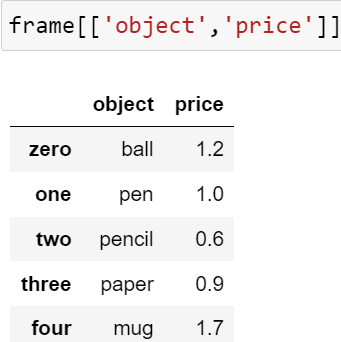 frame[['object','price']]
object price
zero ball 1.2
one pen 1.0
two pencil 0.6
three paper 0.9
four mug 1.7